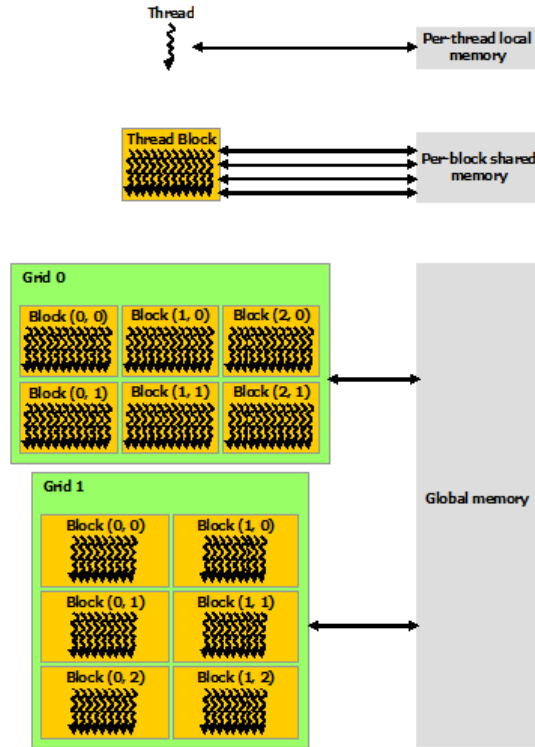 Thread
Per-thread local
memory
Thread Block
Per-block shared
memory
Grid 0
Block (0, 0)
Block (1, 0)
Block (2, 0)
Block (0, 1)
Block (1, 1)
Block (2, 1)
Global memory
Grid 1
Block (0, 0)
Block (1, 0)
Block (0, 1)
Block (1, 1)
Block (0, 2)
Block (1, 2)